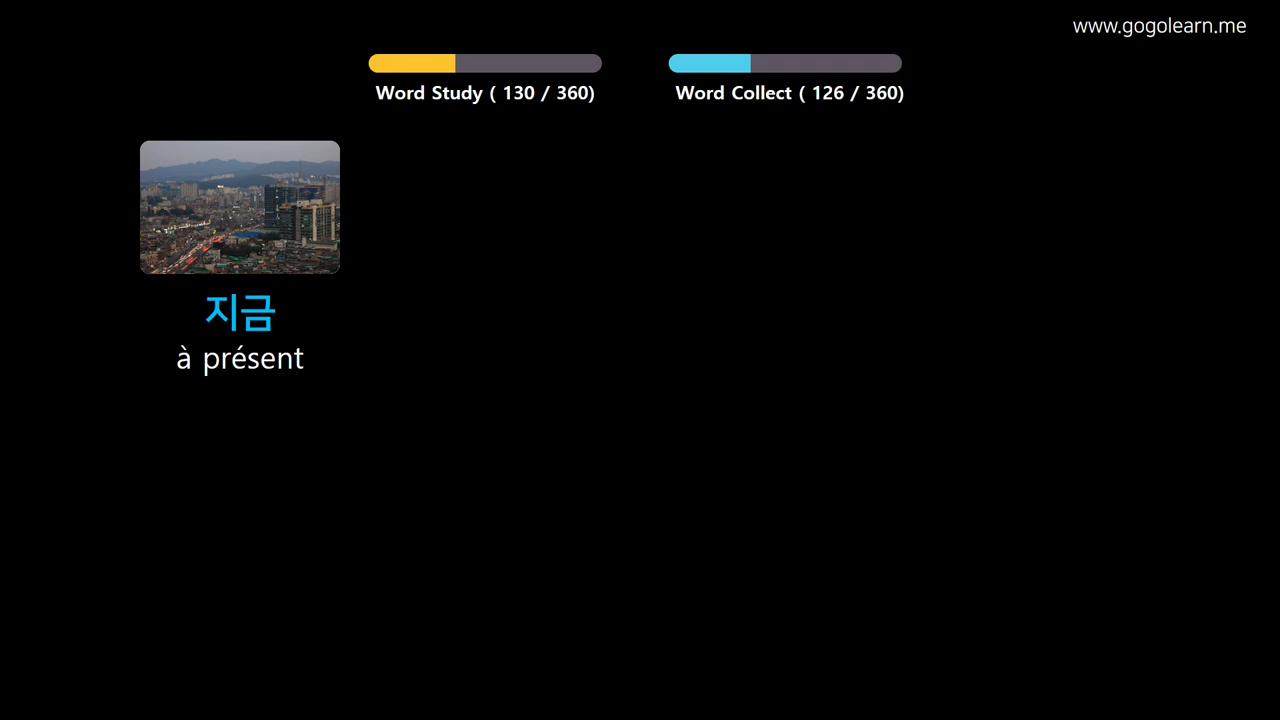 www.gogolearn.me
Word Study ( 130 / 360)
Word Collect ( 126 / 360)
지금
à présent